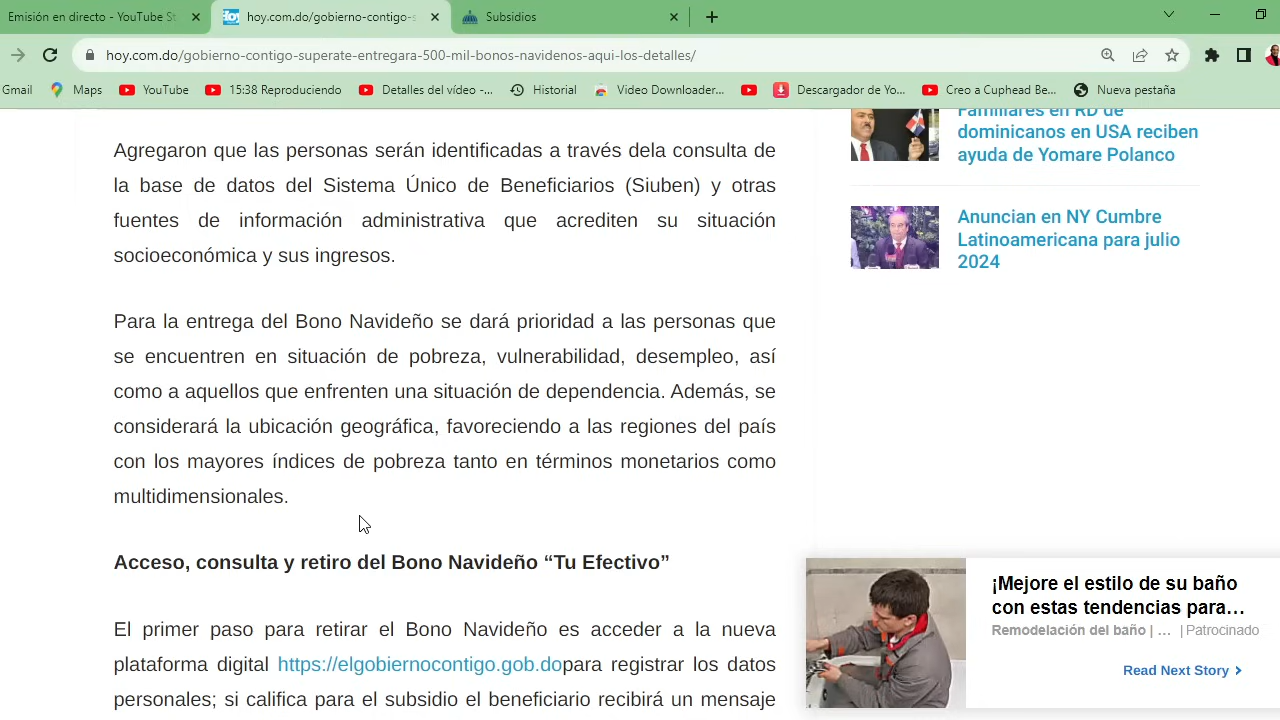 Emisión en directo - YouTube St
hoy.com.do/gobierno-contigo-s
Subsidios
hoy.com.do/gobierno-contigo-superate-entregara-500-mil-bonos-navidenos-aqui-los-detalles/
Gmail
Maps
YouTube
15:38 Reproduciendo
Detalles del vídeo -...
Historial
Video Downloader...
Descargador de Yo...
Creo a Cuphead Be...
Nueva pestaña
Agregaron que las personas serán identificadas a través dela consulta de
la base de datos del Sistema Único de Beneficiarios (Siuben) y otras
fuentes de información administrativa que acrediten su situación
socioeconómica y sus ingresos.
Para la entrega del Bono Navideño se dará prioridad a las personas que
se encuentren en situación de pobreza, vulnerabilidad, desempleo, así
como a aquellos que enfrenten una situación de dependencia. Además, se
considerará la ubicación geográfica, favoreciendo a las regiones del país
con los mayores índices de pobreza tanto en términos monetarios como
multidimensionales.
Acceso, consulta y retiro del Bono Navideño “Tu Efectivo”
El primer paso para retirar el Bono Navideño es acceder a la nueva
plataforma digital https://elgobiernocontigo.gob.dopara registrar los datos
personales; si califica para el subsidio el beneficiario recibirá un mensaje
Familiares en RD de
dominicanos en USA reciben
ayuda de Yomare Polanco
Anuncian en NY Cumbre
Latinoamericana para julio
2024
¡Mejore el estilo de su baño
con estas tendencias para...
Remodelación del baño | ... | Patrocinado
Read Next Story